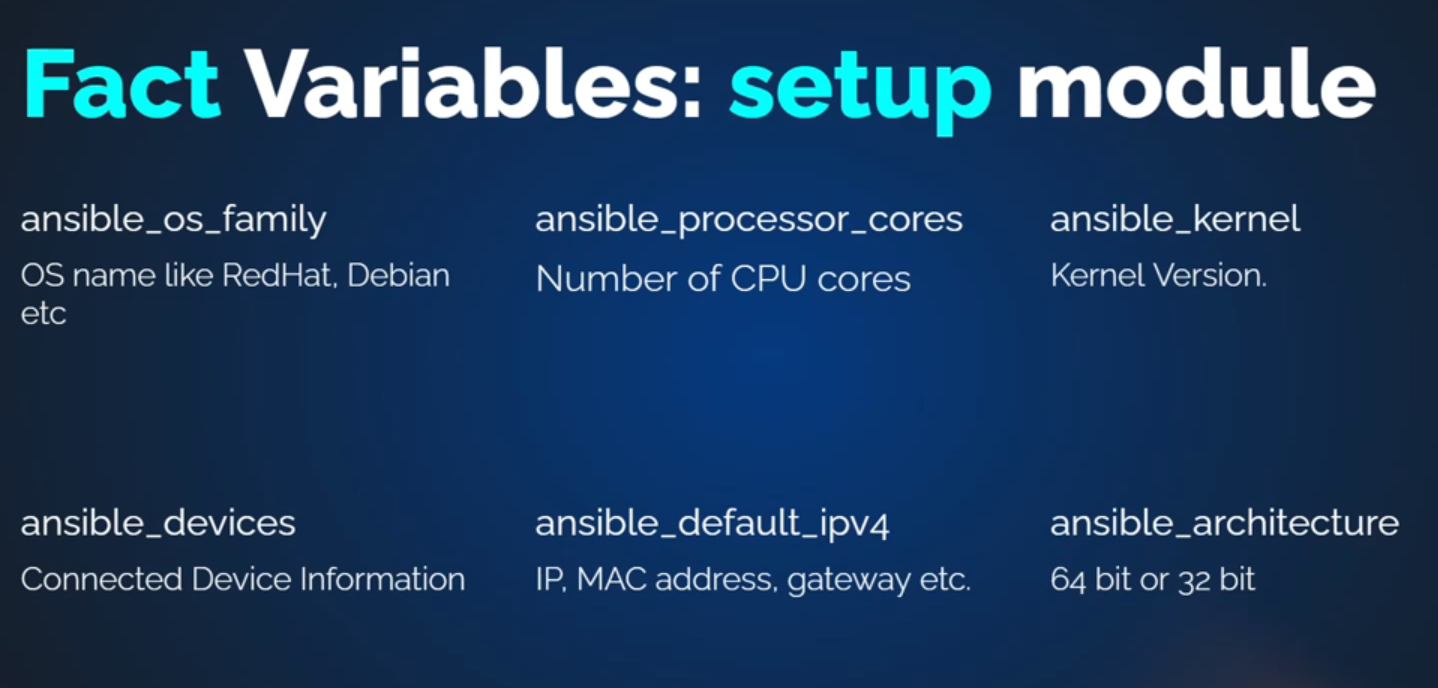 Fact Variables: setup module
ansible_os_family
OS name like RedHat, Debian
etc
ansible_processor_cores
Number of CPU cores
ansible_kernel
Kernel Version.
ansible_devices
Connected Device Information
ansible_default_ipv4
IP, MAC address, gateway etc.
ansible_architecture
64 bit or 32 bit